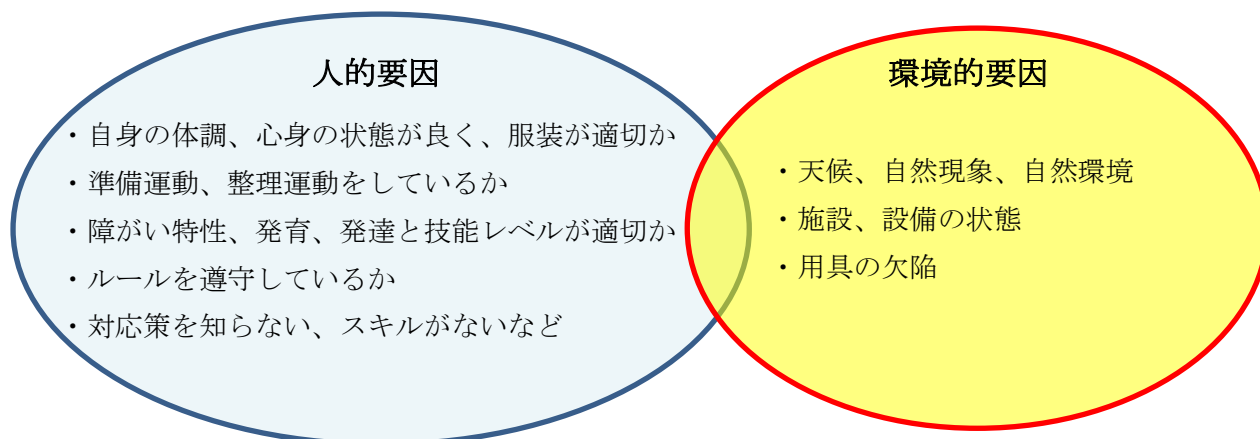 人的要因
・自身の体調、心身の状態が良く、服装が適切か
・準備運動、整理運動をしているか
・障がい特性、発育、発達と技能レベルが適切か
・ルールを遵守しているか
・対応策を知らない、スキルがないなど
環境的要因
・天候、自然現象、自然環境
・施設、設備の状態
・用具の欠陥